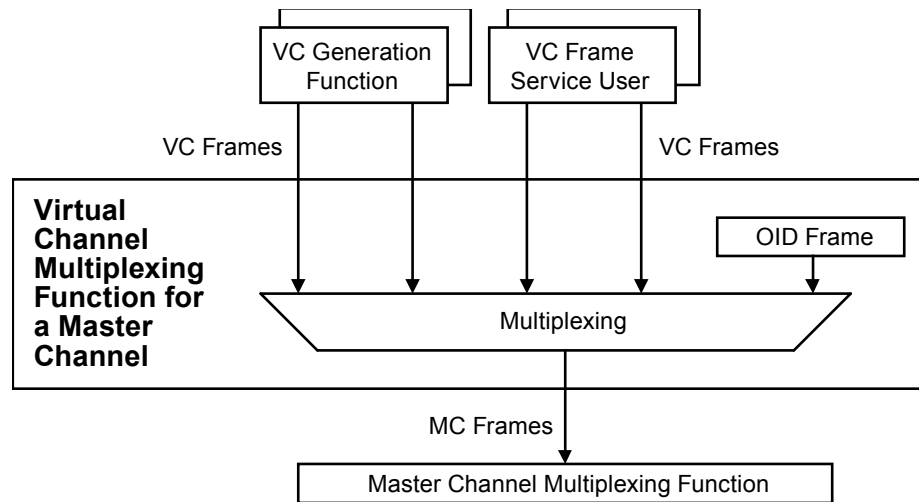 VC Generation
Function
VC Frame
Service User
VC Frames
VC Frames
Virtual
Channel
Multiplexing
Function for
a Master
Channel
OID Frame
Multiplexing
MC Frames
Master Channel Multiplexing Function